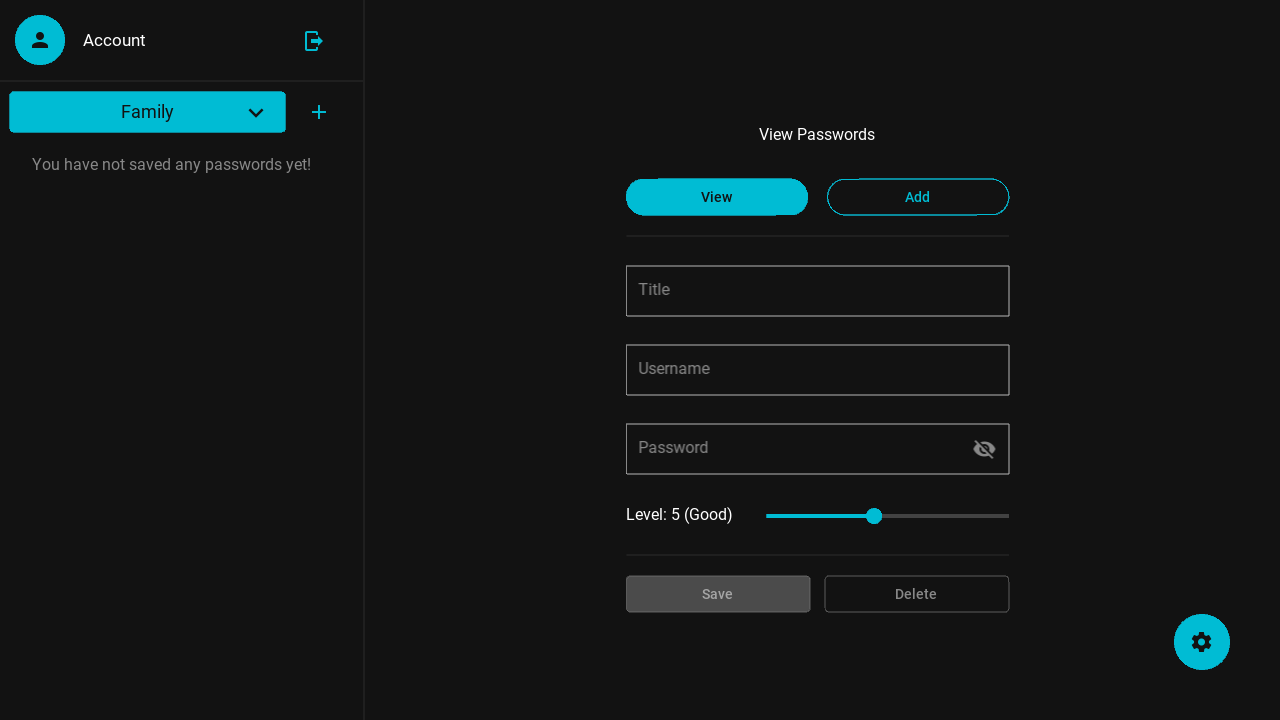 Account
Family
You have not saved any passwords yet!
View Passwords
View
Add
Title
Username
Password
Level: 5 (Good)
Save
Delete